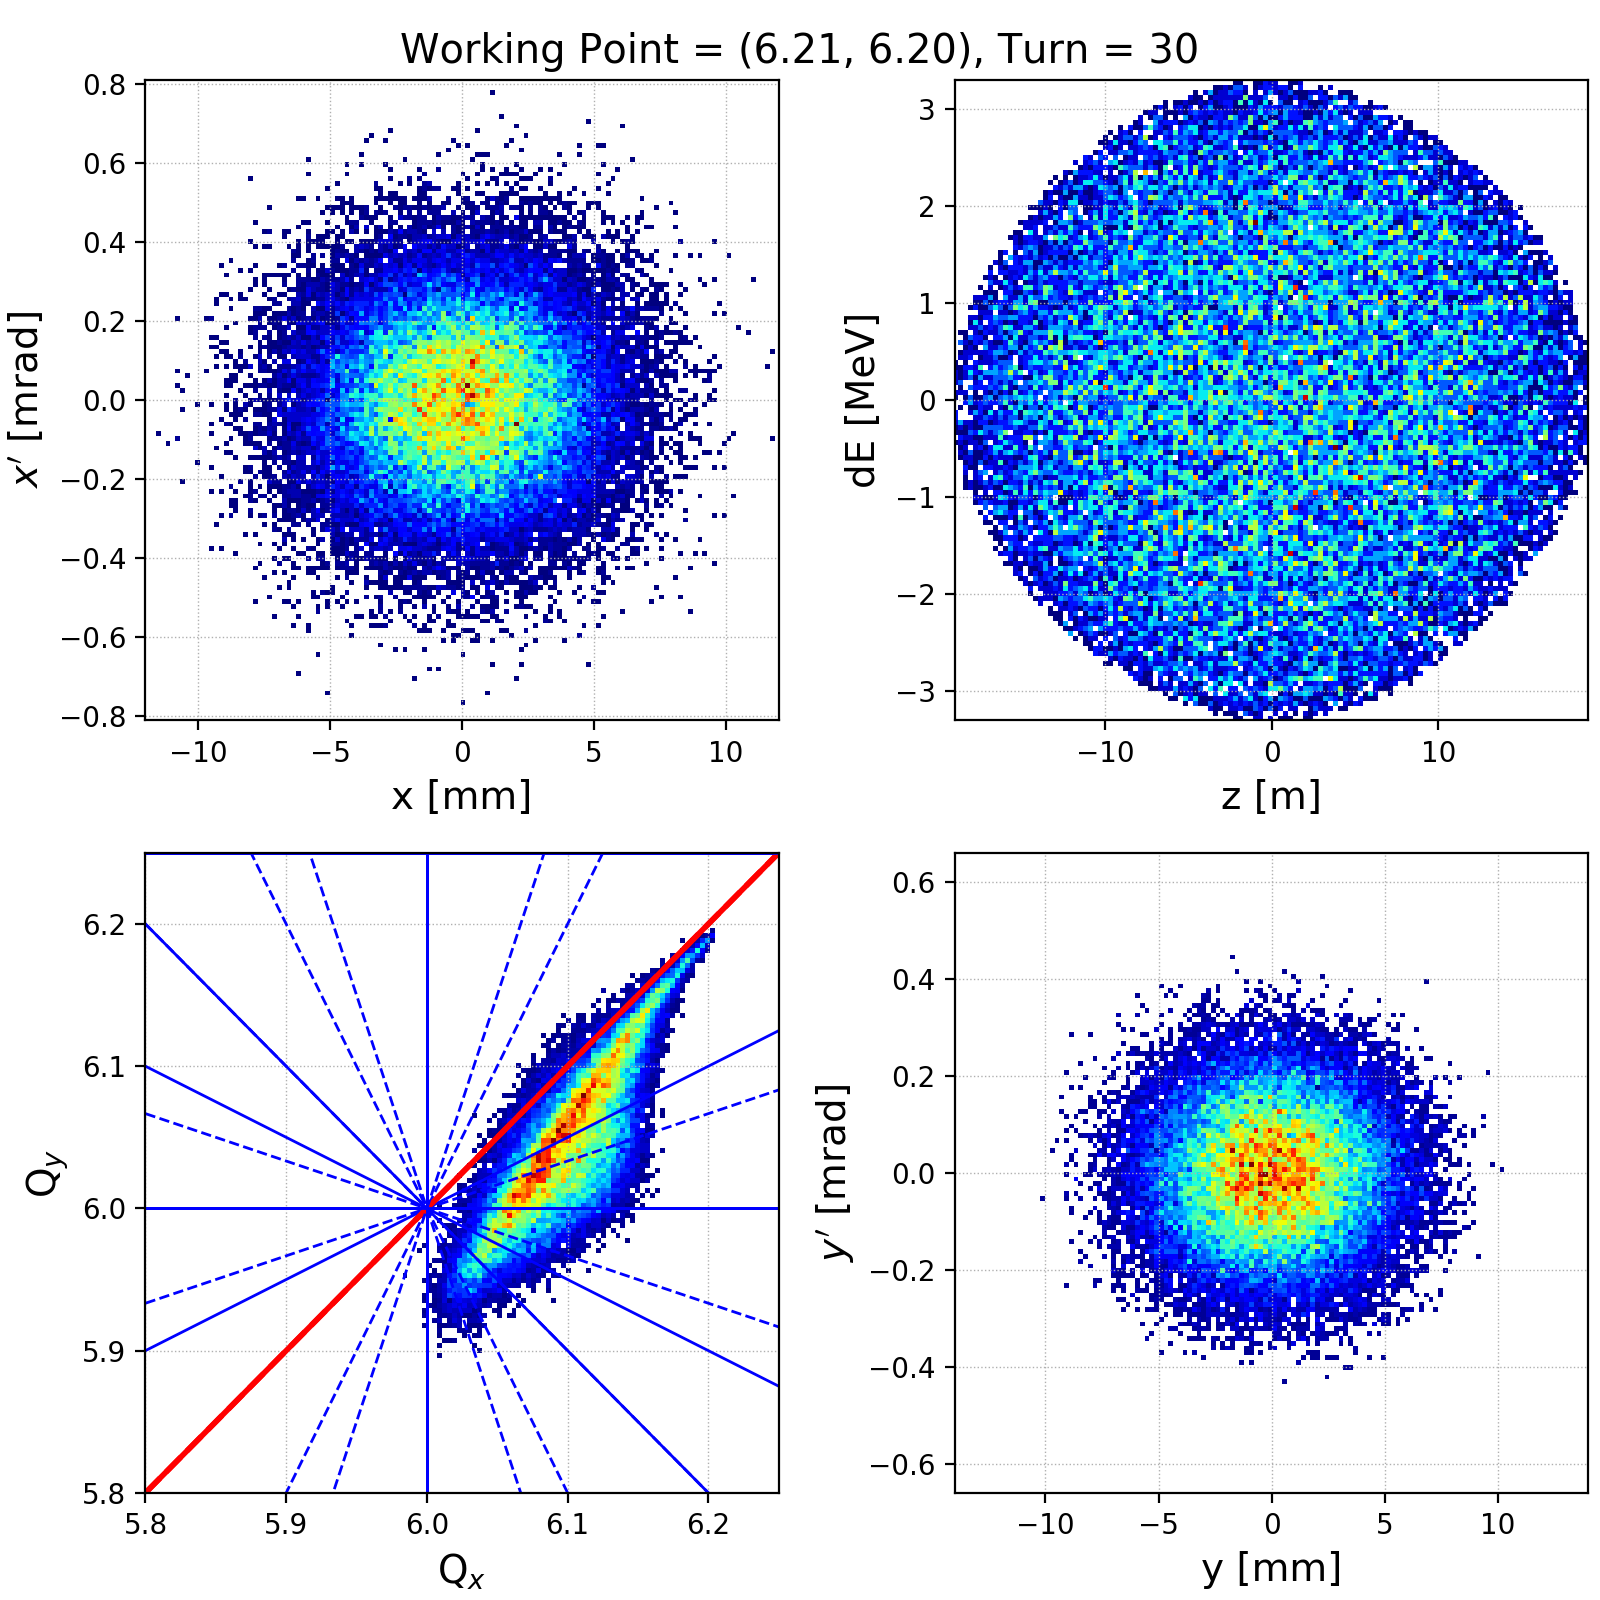 Working Point = (6.21, 6.20), Turn = 30
0.8
0.6
0.4
0.2
0.0
−0.2
−0.4
−0.6
−0.8
x′ [mrad]
−10 −5 0 5 10
x [mm]
3
2
1
0
−1
−2
−3
dE [MeV]
−10 0 10
z [m]
6.2
6.1
6.0
5.9
5.8
Qy
5.8 5.9 6.0 6.1 6.2
Qx
0.6
0.4
0.2
0.0
−0.2
−0.4
−0.6
y′ [mrad]
−10 −5 0 5 10
y [mm]